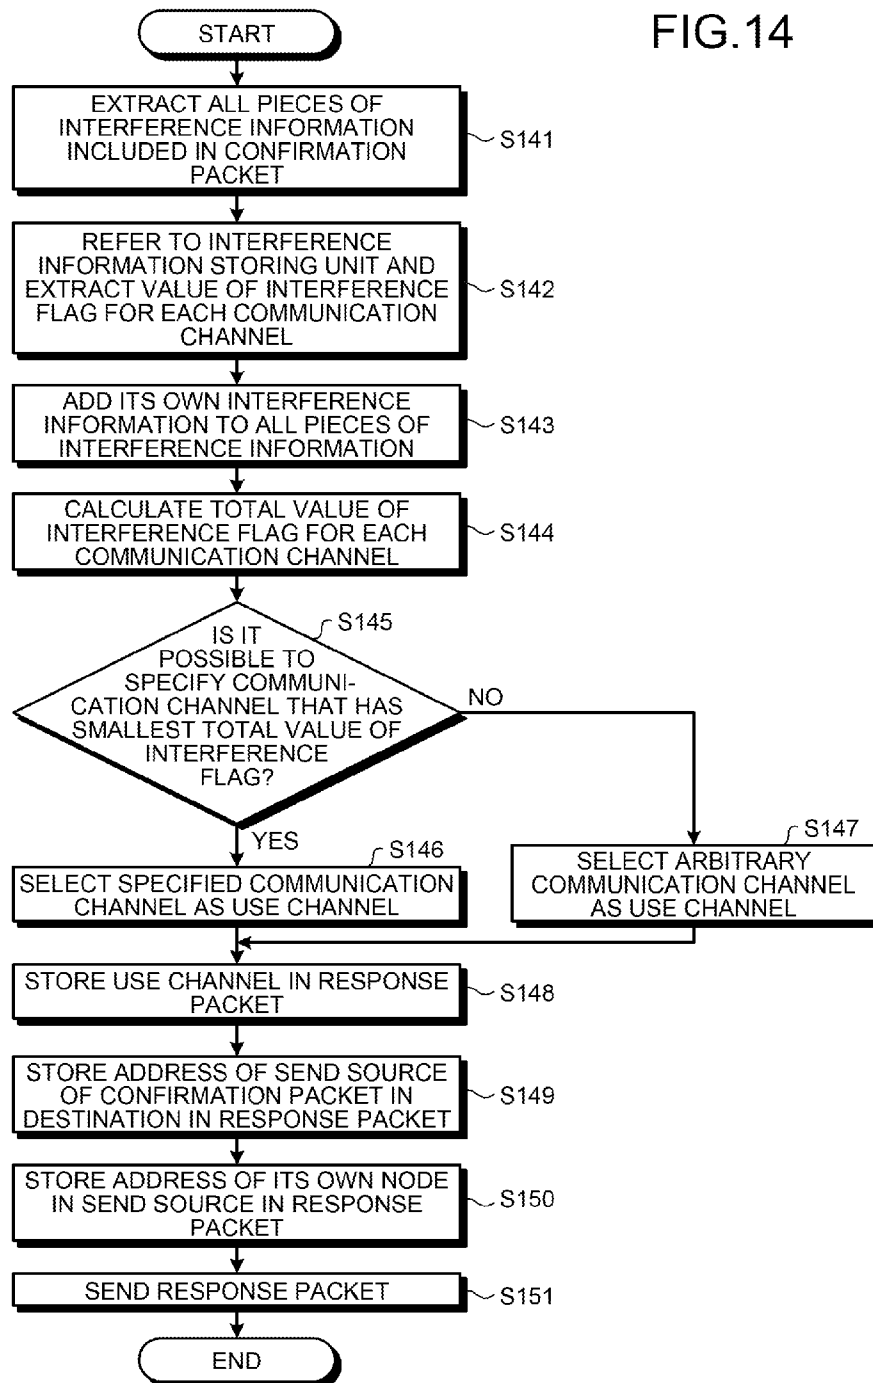 FIG.14
START
EXTRACT ALL PIECES OF
INTERFERENCE INFORMATION
INCLUDED IN CONFIRMATION
PACKET
S141
REFER TO INTERFERENCE
INFORMATION STORING UNIT AND
EXTRACT VALUE OF INTERFERENCE
FLAG FOR EACH COMMUNICATION
CHANNEL
S142
ADD ITS OWN INTERFERENCE
INFORMATION TO ALL PIECES OF
INTERFERENCE INFORMATION
S143
CALCULATE TOTAL VALUE OF
INTERFERENCE FLAG FOR EACH
COMMUNICATION CHANNEL
S144
S145
IS IT
POSSIBLE TO
SPECIFY COMMUNI-
CATION CHANNEL THAT HAS
SMALLEST TOTAL VALUE OF
INTERFERENCE
FLAG?
NO
YES
S146
SELECT SPECIFIED COMMUNICATION
CHANNEL AS USE CHANNEL
S147
SELECT ARBITRARY
COMMUNICATION CHANNEL
AS USE CHANNEL
STORE USE CHANNEL IN RESPONSE
PACKET
S148
STORE ADDRESS OF SEND SOURCE
OF CONFIRMATION PACKET IN
DESTINATION IN RESPONSE PACKET
S149
STORE ADDRESS OF ITS OWN NODE
IN SEND SOURCE IN RESPONSE
PACKET
S150
SEND RESPONSE PACKET
S151
END